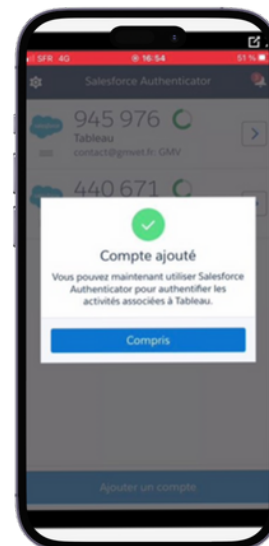 SFR 4G 16:54 51 %
Salesforce Authenticator
945 976
Tableau
contact@gmvet.fr: GMV
440 671
Compte ajouté
Vous pouvez maintenant utiliser Salesforce
Authenticator pour authentifier les
activités associées à Tableau.
Compris
Ajouter un compte